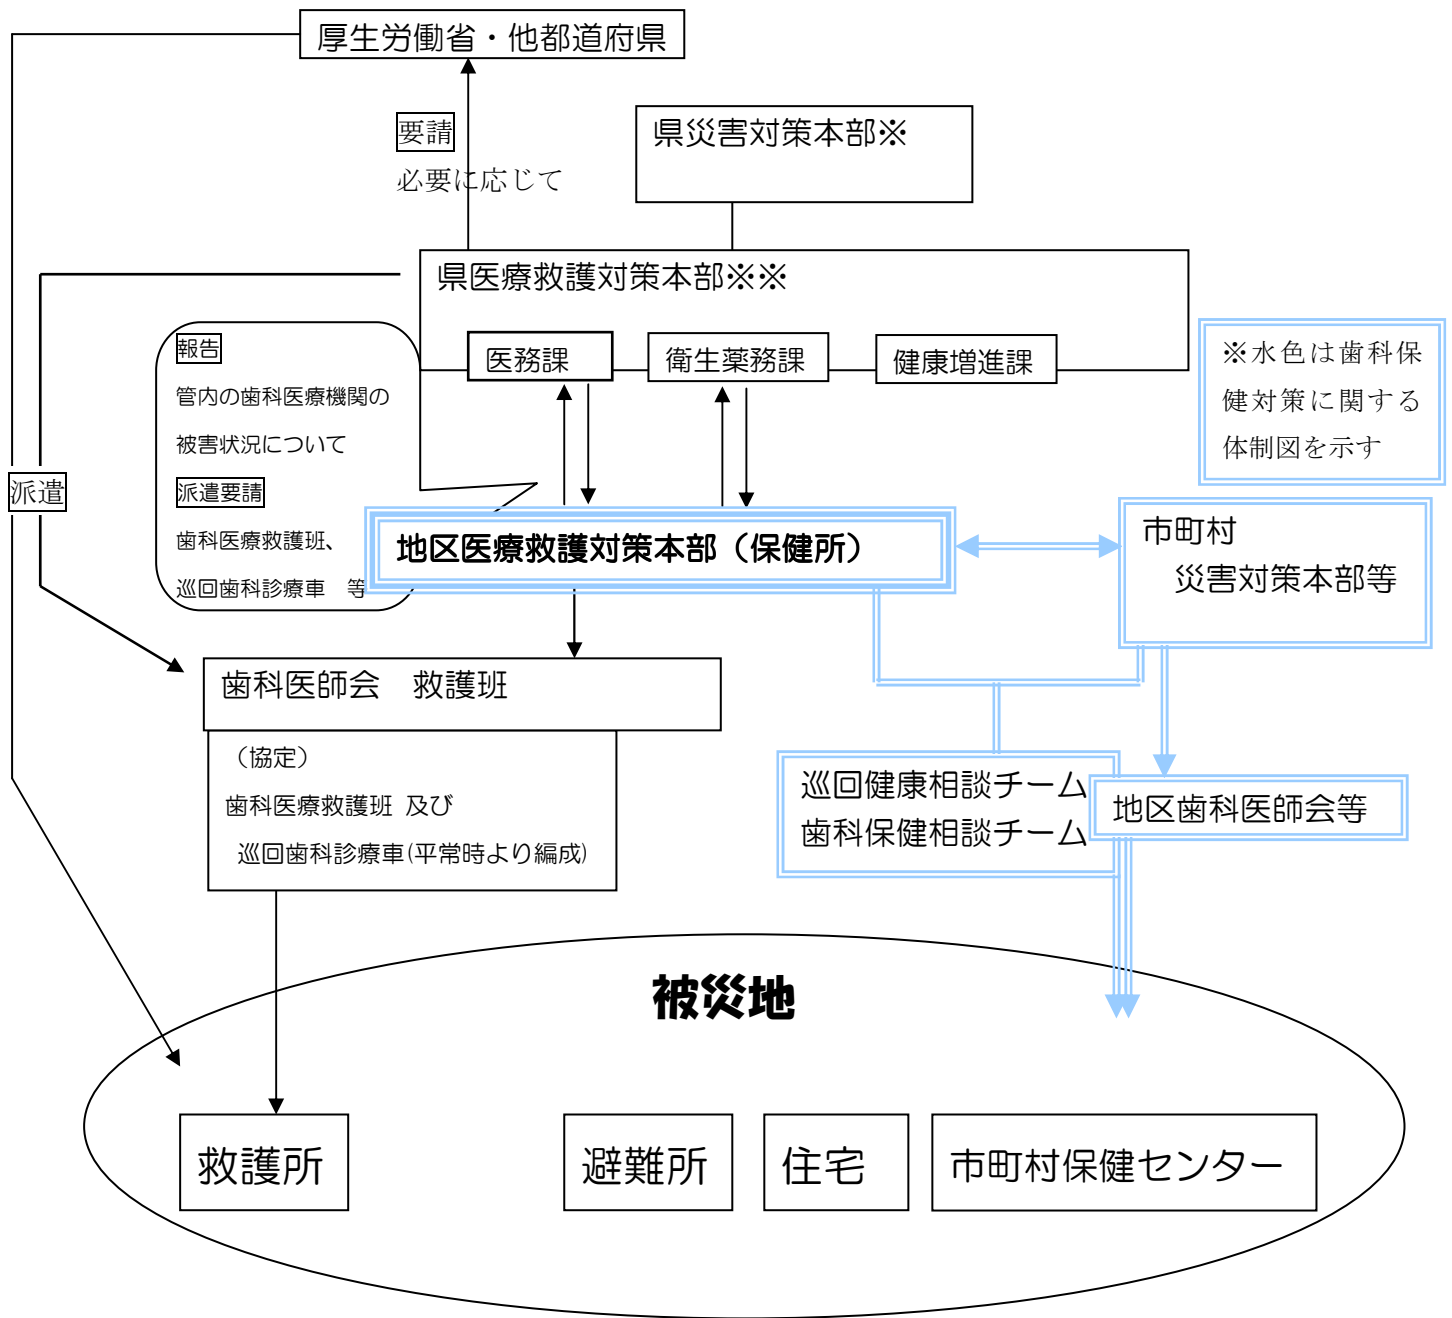 厚生労働省・他都道府県
要請
必要に応じて
県災害対策本部※
県医療救護対策本部※※
医務課
衛生薬務課
健康増進課
※水色は歯科保
健対策に関する
体制図を示す
報告
管内の歯科医療機関の
被害状況について
派遣要請
歯科医療救護班、
巡回歯科診療車　等
派遣
地区医療救護対策本部（保健所）
市町村
災害対策本部等
歯科医師会　救護班
（協定）
歯科医療救護班 及び
巡回歯科診療車(平常時より編成)
巡回健康相談チーム
歯科保健相談チーム
地区歯科医師会等
被災地
救護所
避難所
住宅
市町村保健センター